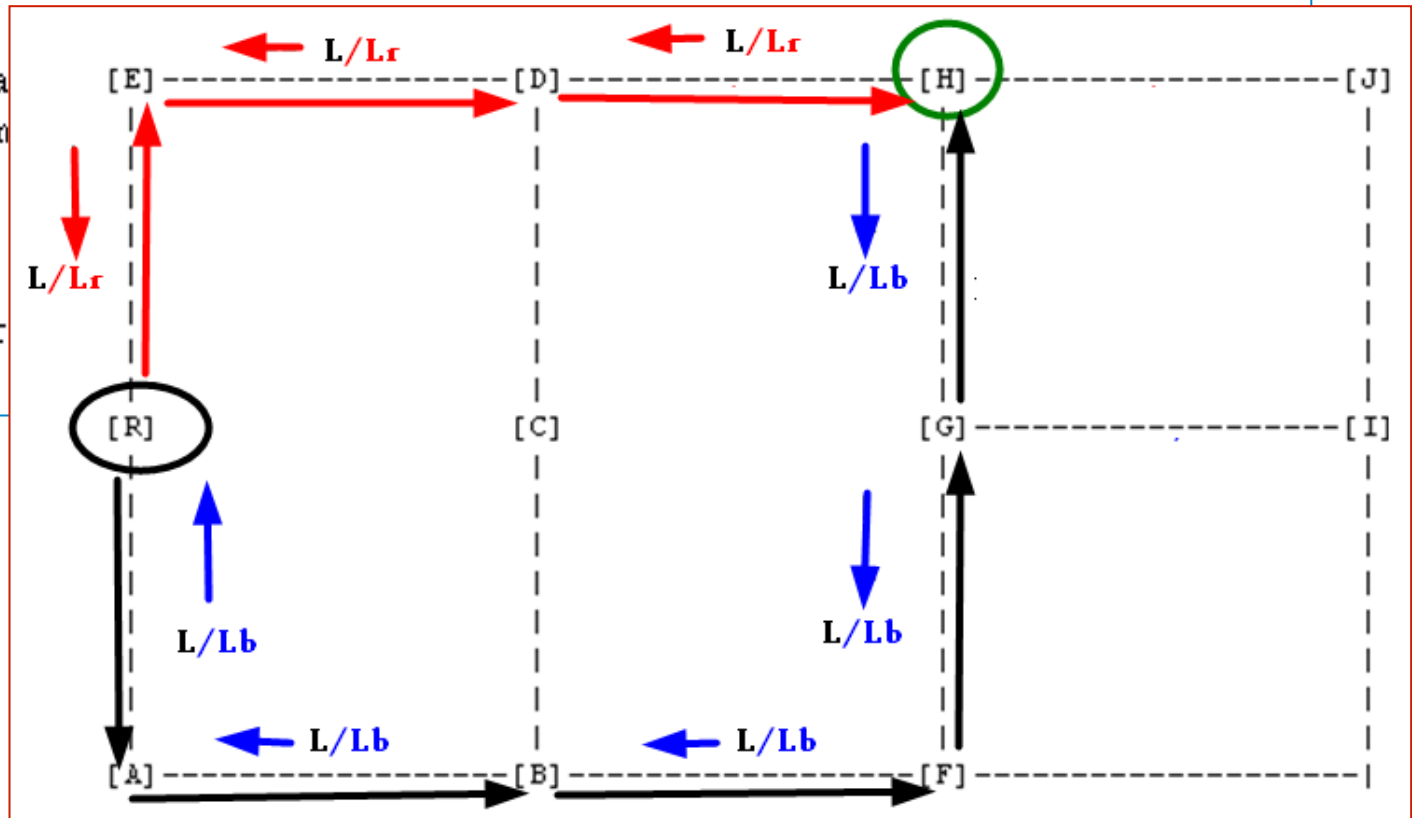 L/Lr L/Lr
a [E]-----------------[D]-----------------[H]-----------------[J]
L/Lr L/Lb
[R] [C] [G]-----------------[I]
L/Lb L/Lb
L/Lb L/Lb
[A]-----------------[B]-----------------[F]-----------------|